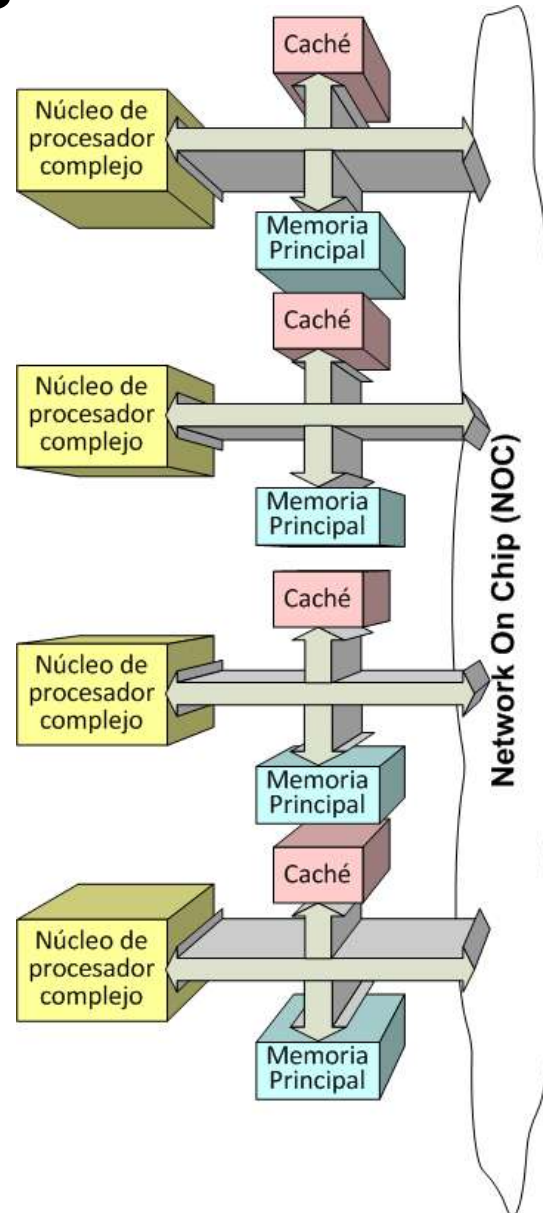 Caché
Núcleo de
procesador
complejo
Memoria
Principal
Caché
Núcleo de
procesador
complejo
Memoria
Principal
Network On Chip (NOC)
Caché
Núcleo de
procesador
complejo
Memoria
Principal
Caché
Núcleo de
procesador
complejo
Memoria
Principal